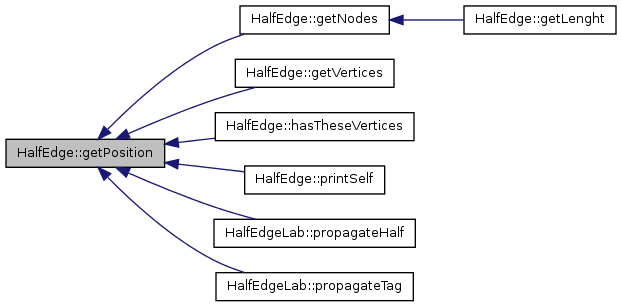 HalfEdge::getNodes
HalfEdge::getLenght
HalfEdge::getVertices
HalfEdge::hasTheseVertices
HalfEdge::getPosition
HalfEdge::printSelf
HalfEdgeLab::propagateHalf
HalfEdgeLab::propagateTag